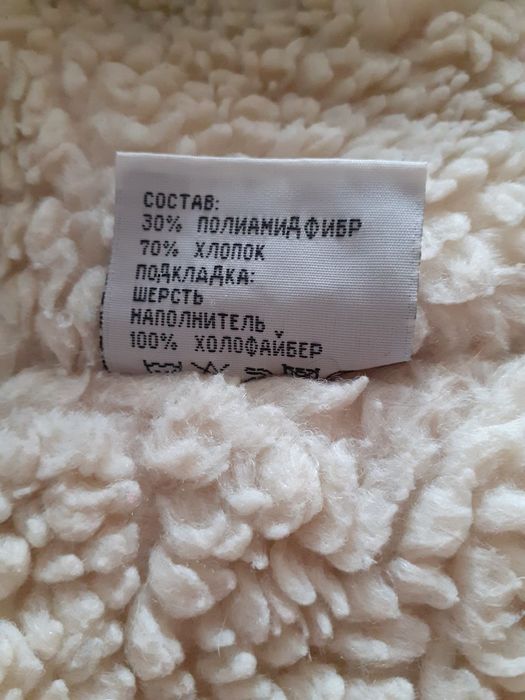 СОСТАВ:
30% ПОЛИАМИДФИБР
70% ХЛОПОК
ПОДКЛАДКА:
ШЕРСТЬ
НАПОЛНИТЕЛЬ
100% ХОЛОФАЙБЕР